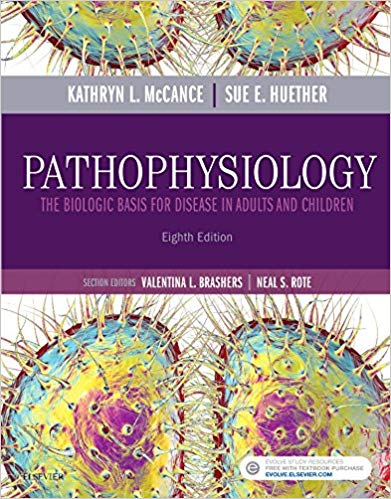 KATHRYN L. McCANCE | SUE E. HUETHER
PATHOPHYSIOLOGY
THE BIOLOGIC BASIS FOR DISEASE IN ADULTS AND CHILDREN
Eighth Edition
SECTION EDITORS VALENTINA L. BRASHERS | NEAL S. ROTE
ELSEVIER
EVOLVE STUDY RESOURCES
FREE WITH TEXTBOOK PURCHASE
EVOLVE.ELSEVIER.COM